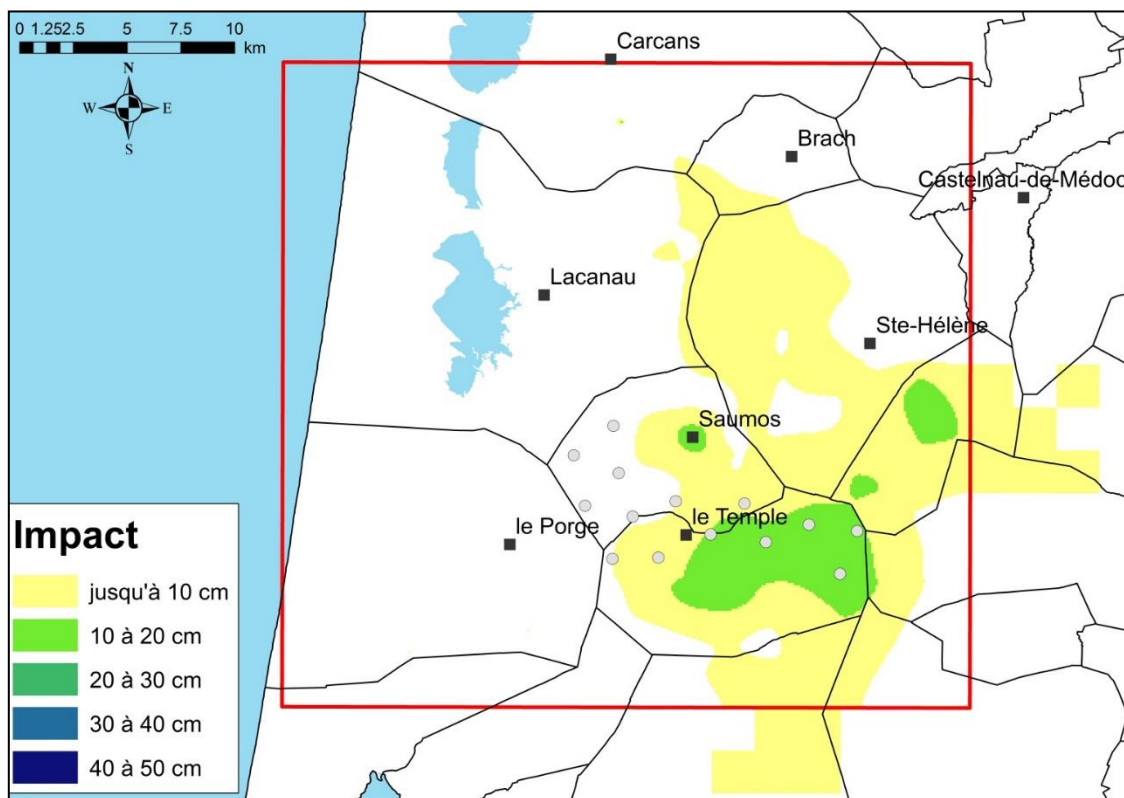 0 1.252.5 5 7.5 10
km
N
W E
S
Carcans
Brach
Castelnau-de-Médoc
Lacanau
Ste-Hélène
Saumos
le Temple
le Porge
Impact
jusqu'à 10 cm
10 à 20 cm
20 à 30 cm
30 à 40 cm
40 à 50 cm